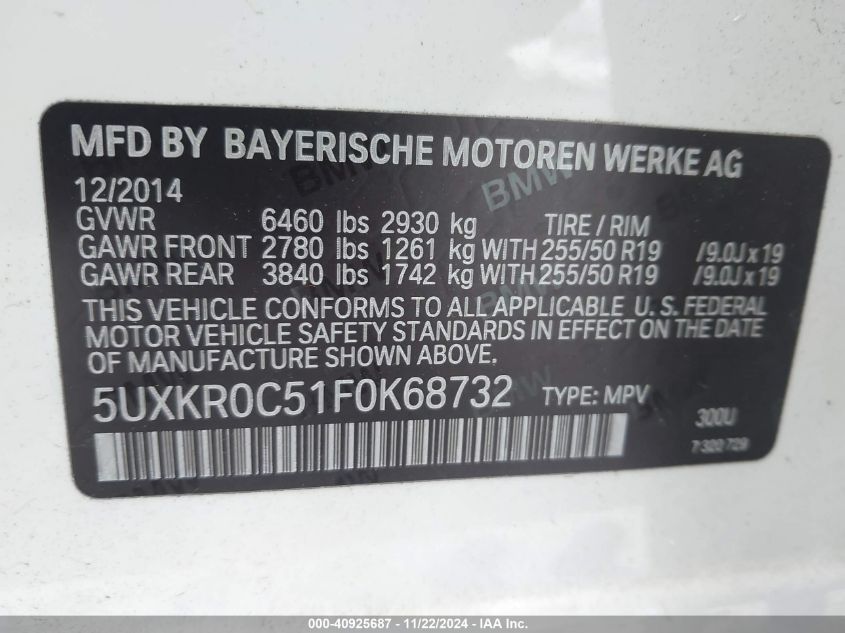 MFD BY BAYERISCHE MOTOREN WERKE AG
12/2014
GVWR 6460 lbs 2930 kg TIRE / RIM
GAWR FRONT 2780 lbs 1261 kg WITH 255/50 R19 /9.0J x 19
GAWR REAR 3840 lbs 1742 kg WITH 255/50 R19 /9.0J x 19
THIS VEHICLE CONFORMS TO ALL APPLICABLE U. S. FEDERAL
MOTOR VEHICLE SAFETY STANDARDS IN EFFECT ON THE DATE
OF MANUFACTURE SHOWN ABOVE.
5UXKR0C51F0K68732 TYPE: MPV 300U
7 322 729
000-40925687 - 11/22/2024 - IAA Inc.